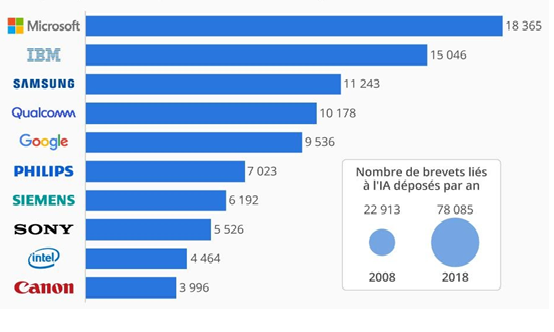 Microsoft 18 365
IBM 15 046
SAMSUNG 11 243
Qualcomm 10 178
Google 9 536
PHILIPS 7 023
SIEMENS 6 192
SONY 5 526
intel 4 464
Canon 3 996
Nombre de brevets liés
à l'IA déposés par an
22 913 78 085
2008 2018